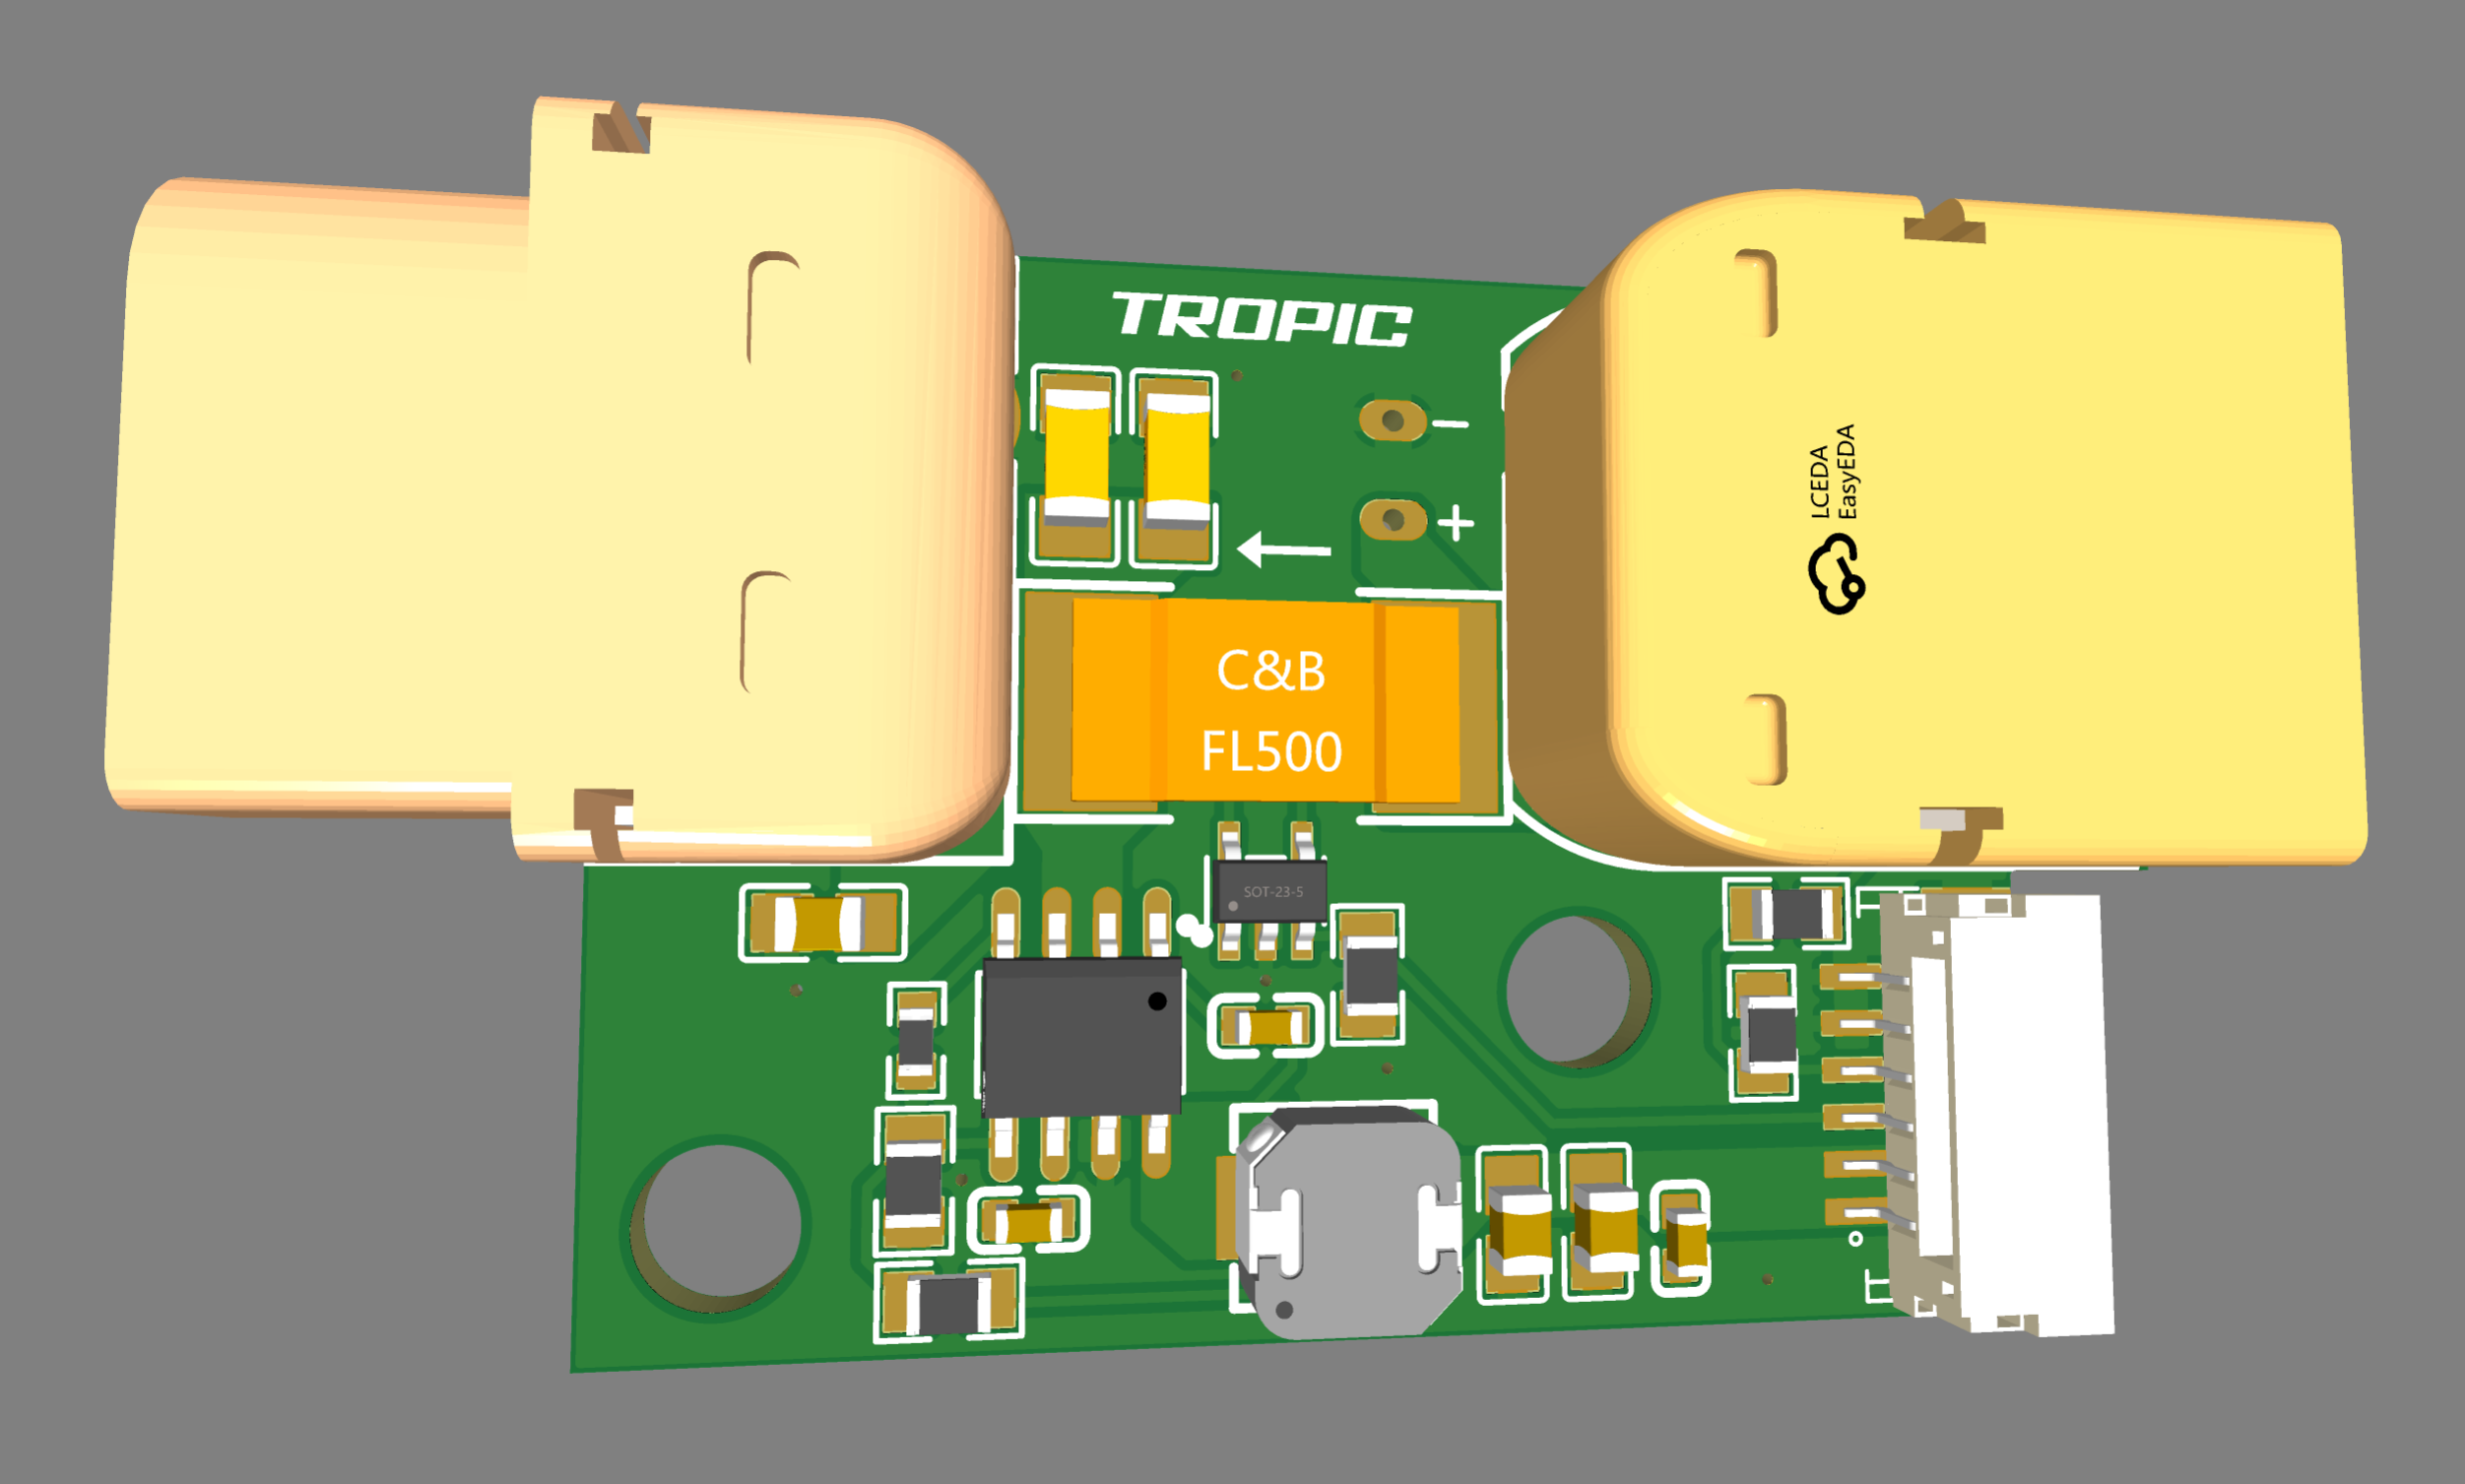 TROPIC
−
+
LCEDA
EasyEDA
C&B
FL500
SOT-23-5